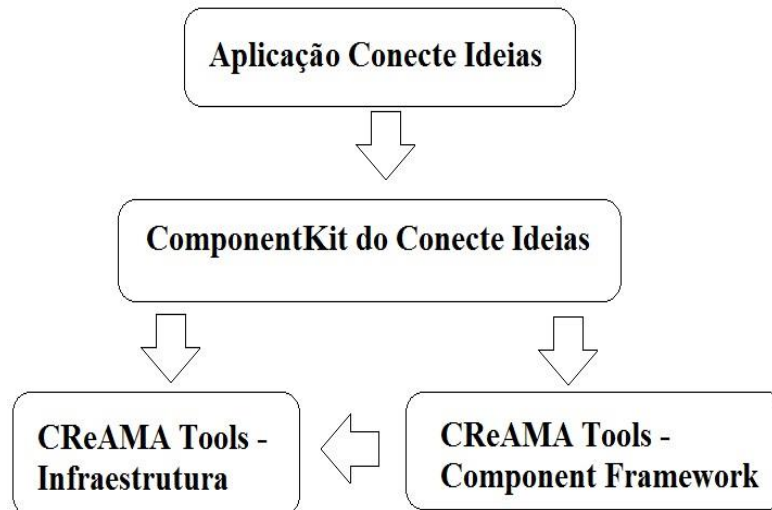 Aplicação Conecte Ideias
ComponentKit do Conecte Ideias
CReAMA Tools -
Infraestrutura
CReAMA Tools -
Component Framework